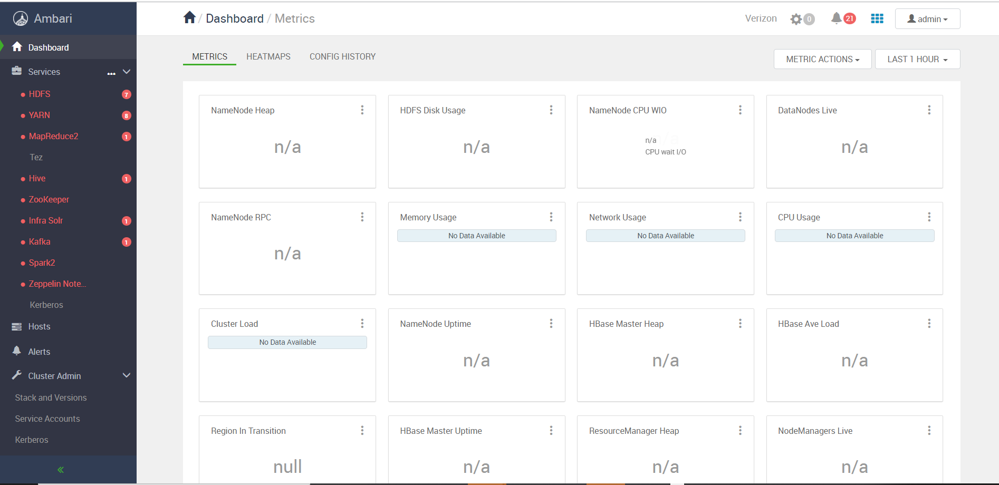 Ambari
Dashboard
Services ...
HDFS 7
YARN 8
MapReduce2 1
Tez
Hive 1
ZooKeeper
Infra Solr 1
Kafka 1
Spark2
Zeppelin Note...
Kerberos
Hosts
Alerts
Cluster Admin
Stack and Versions
Service Accounts
Kerberos
/ Dashboard / Metrics
Verizon 0 21 admin
METRICS HEATMAPS CONFIG HISTORY
METRIC ACTIONS LAST 1 HOUR
NameNode Heap
n/a
HDFS Disk Usage
n/a
NameNode CPU WIO
n/a
CPU wait I/O
DataNodes Live
n/a
NameNode RPC
n/a
Memory Usage
No Data Available
Network Usage
No Data Available
CPU Usage
No Data Available
Cluster Load
No Data Available
NameNode Uptime
n/a
HBase Master Heap
n/a
HBase Ave Load
n/a
Region In Transition
null
HBase Master Uptime
n/a
ResourceManager Heap
n/a
NodeManagers Live
n/a